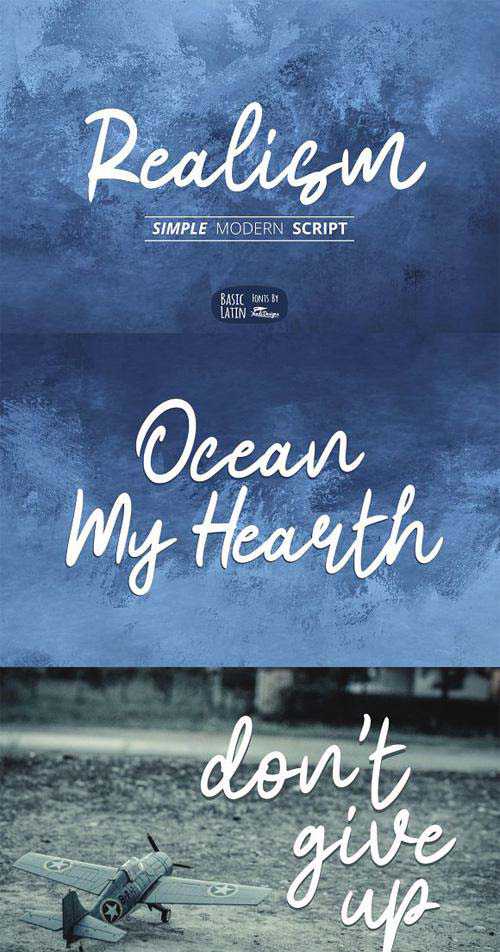 Realism
SIMPLE MODERN SCRIPT
BASIC FONTS BY
LATIN
Ocean
My Hearth
don't
give
up